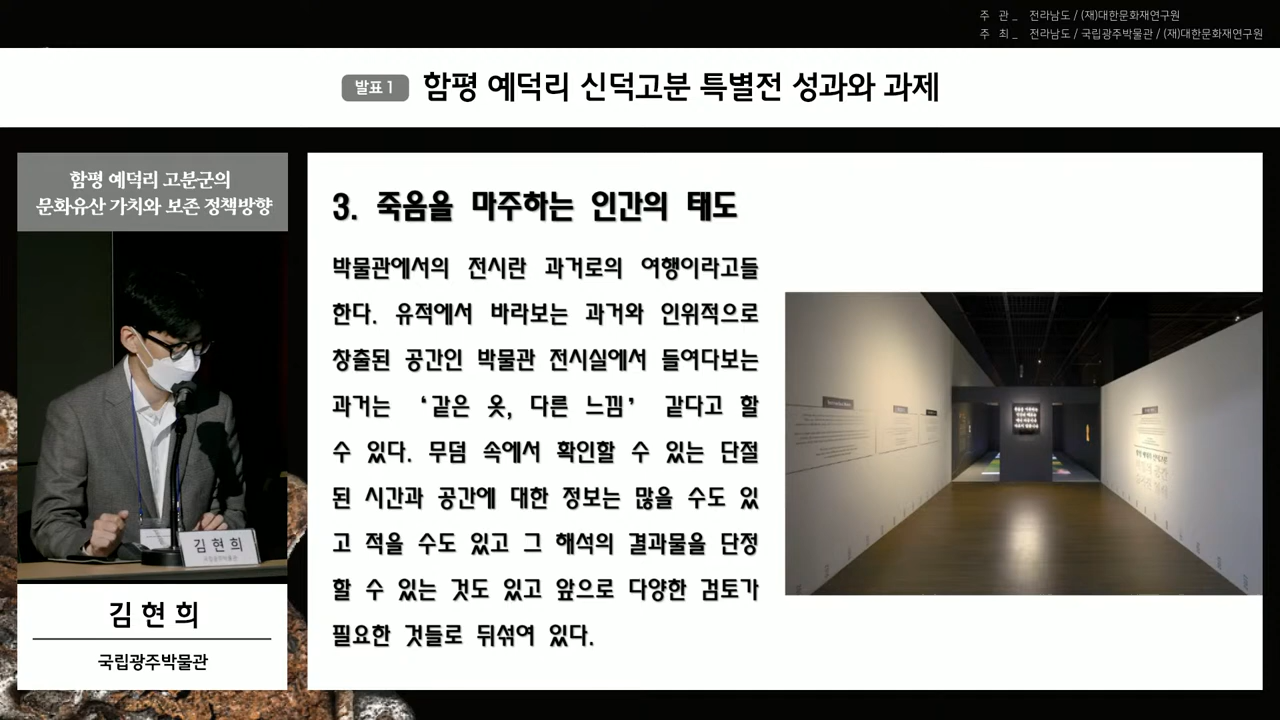 주 관 _ 전라남도 / (재)대한문화재연구원
주 최 _ 전라남도 / 국립광주박물관 / (재)대한문화재연구원
발표 1 함평 예덕리 신덕고분 특별전 성과와 과제
함평 예덕리 고분군의
문화유산 가치와 보존 정책방향
김현희
국립광주박물관
김 현 희
국립광주박물관
3. 죽음을 마주하는 인간의 태도
박물관에서의 전시란 과거로의 여행이라고들
한다. 유적에서 바라보는 과거와 인위적으로
창출된 공간인 박물관 전시실에서 들여다보는
과거는 ‘같은 옷, 다른 느낌’ 같다고 할
수 있다. 무덤 속에서 확인할 수 있는 단절
된 시간과 공간에 대한 정보는 많을 수도 있
고 적을 수도 있고 그 해석의 결과물을 단정
할 수 있는 것도 있고 앞으로 다양한 검토가
필요한 것들로 뒤섞여 있다.